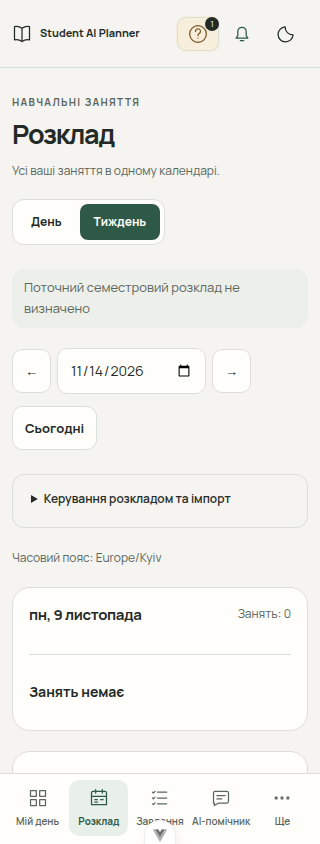 Student AI Planner
1
НАВЧАЛЬНІ ЗАНЯТТЯ
Розклад
Усі ваші заняття в одному календарі.
День
Тиждень
Поточний семестровий розклад не
визначено
←
11/14/2026
→
Сьогодні
▶ Керування розкладом та імпорт
Часовий пояс: Europe/Kyiv
пн, 9 листопада
Занять: 0
Занять немає
Мій день
Розклад
Завдання
AI-помічник
Ще